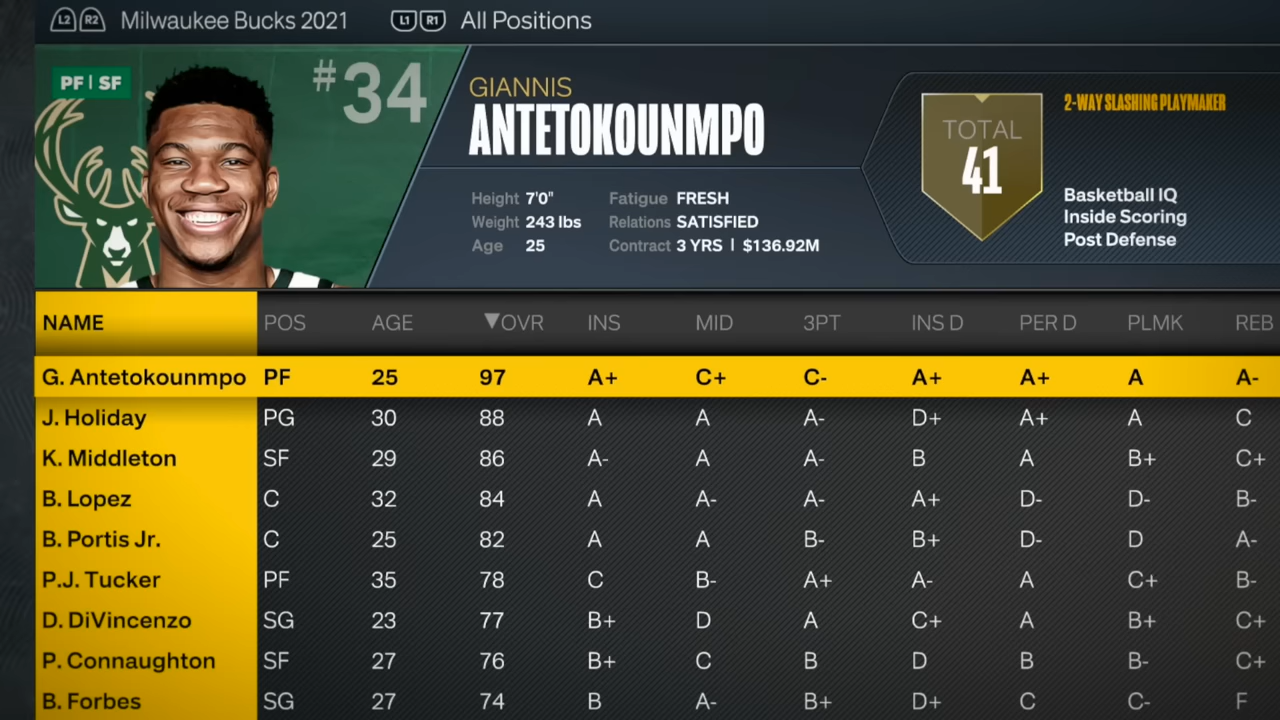 L2 R2 Milwaukee Bucks 2021 L1 R1 All Positions
PF | SF
#34
GIANNIS
ANTETOKOUNMPO
Height 7'0" Fatigue FRESH
Weight 243 lbs Relations SATISFIED
Age 25 Contract 3 YRS | $136.92M
TOTAL
41
2-WAY SLASHING PLAYMAKER
Basketball IQ
Inside Scoring
Post Defense
NAME POS AGE ▼OVR INS MID 3PT INS D PER D PLMK REB
G. Antetokounmpo PF 25 97 A+ C+ C- A+ A+ A A-
J. Holiday PG 30 88 A A A- D+ A+ A C
K. Middleton SF 29 86 A- A A- B A B+ C+
B. Lopez C 32 84 A A- A- A+ D- D- B-
B. Portis Jr. C 25 82 A A B- B+ D- D A-
P.J. Tucker PF 35 78 C B- A+ A- A C+ B-
D. DiVincenzo SG 23 77 B+ D A C+ A B+ C+
P. Connaughton SF 27 76 B+ C B D B B- C+
B. Forbes SG 27 74 B A- B+ D+ C C- F